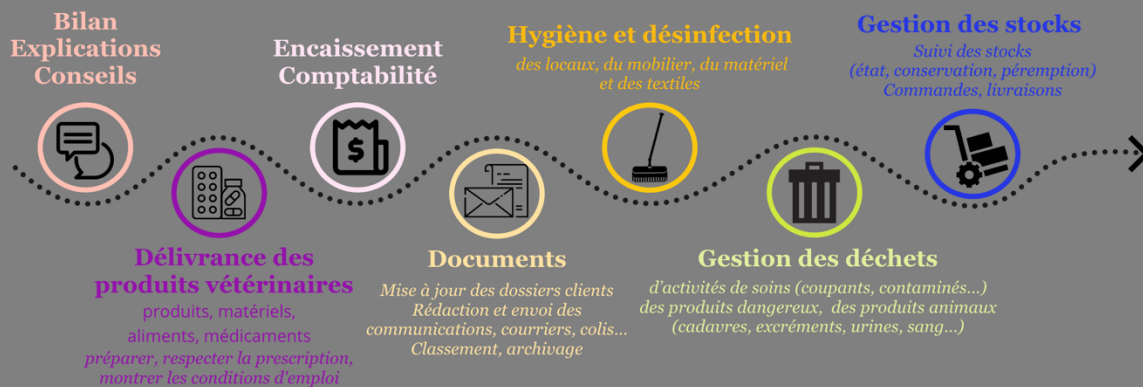 Bilan
Explications
Conseils
Délivrance des
produits vétérinaires
produits, matériels,
aliments, médicaments
préparer, respecter la prescription,
montrer les conditions d'emploi
Encaissement
Comptabilité
$
Documents
Mise à jour des dossiers clients
Rédaction et envoi des
communications, courriers, colis...
Classement, archivage
Hygiène et désinfection
des locaux, du mobilier, du matériel
et des textiles
Gestion des déchets
d'activités de soins (coupants, contaminés...)
des produits dangereux, des produits animaux
(cadavres, excréments, urines, sang...)
Gestion des stocks
Suivi des stocks
(état, conservation, péremption)
Commandes, livraisons